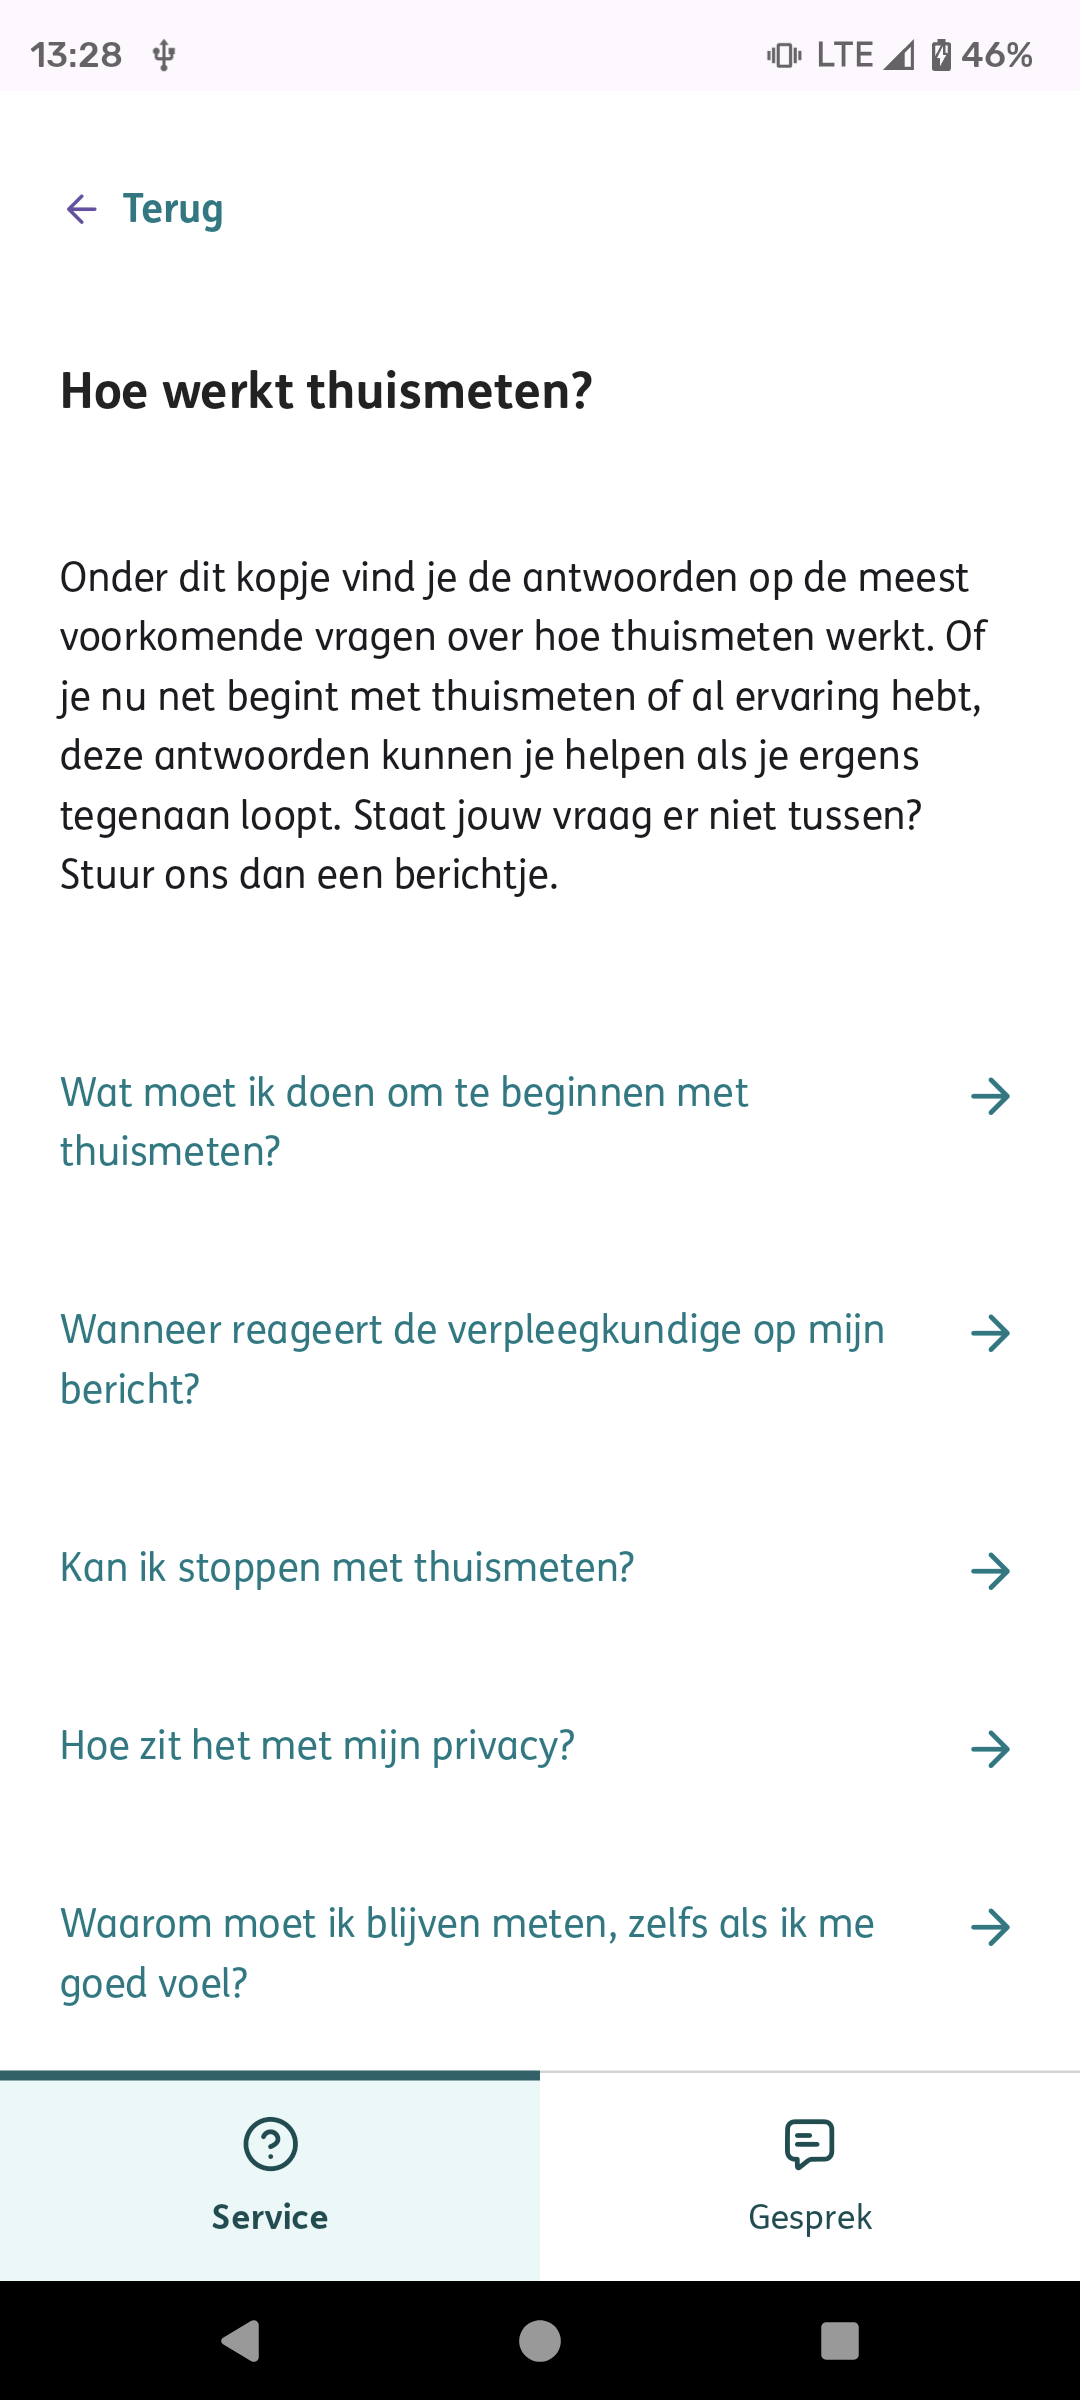 13:28
LTE 46%
Terug
Hoe werkt thuismeten?
Onder dit kopje vind je de antwoorden op de meest
voorkomende vragen over hoe thuismeten werkt. Of
je nu net begint met thuismeten of al ervaring hebt,
deze antwoorden kunnen je helpen als je ergens
tegenaan loopt. Staat jouw vraag er niet tussen?
Stuur ons dan een berichtje.
Wat moet ik doen om te beginnen met
thuismeten?
Wanneer reageert de verpleegkundige op mijn
bericht?
Kan ik stoppen met thuismeten?
Hoe zit het met mijn privacy?
Waarom moet ik blijven meten, zelfs als ik me
goed voel?
Service
Gesprek